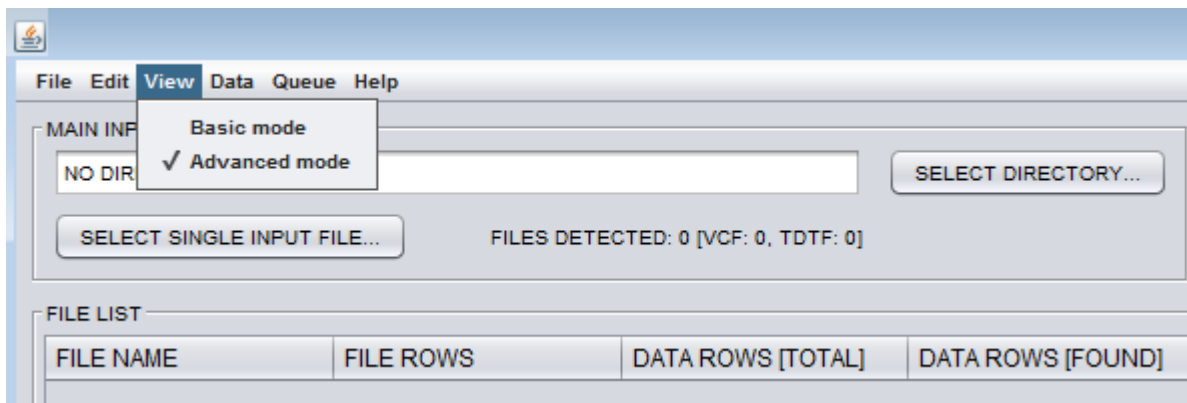 File Edit View Data Queue Help
MAIN INP
Basic mode
✓ Advanced mode
NO DIR
SELECT DIRECTORY...
SELECT SINGLE INPUT FILE...
FILES DETECTED: 0 [VCF: 0, TDTF: 0]
FILE LIST
FILE NAME FILE ROWS DATA ROWS [TOTAL] DATA ROWS [FOUND]